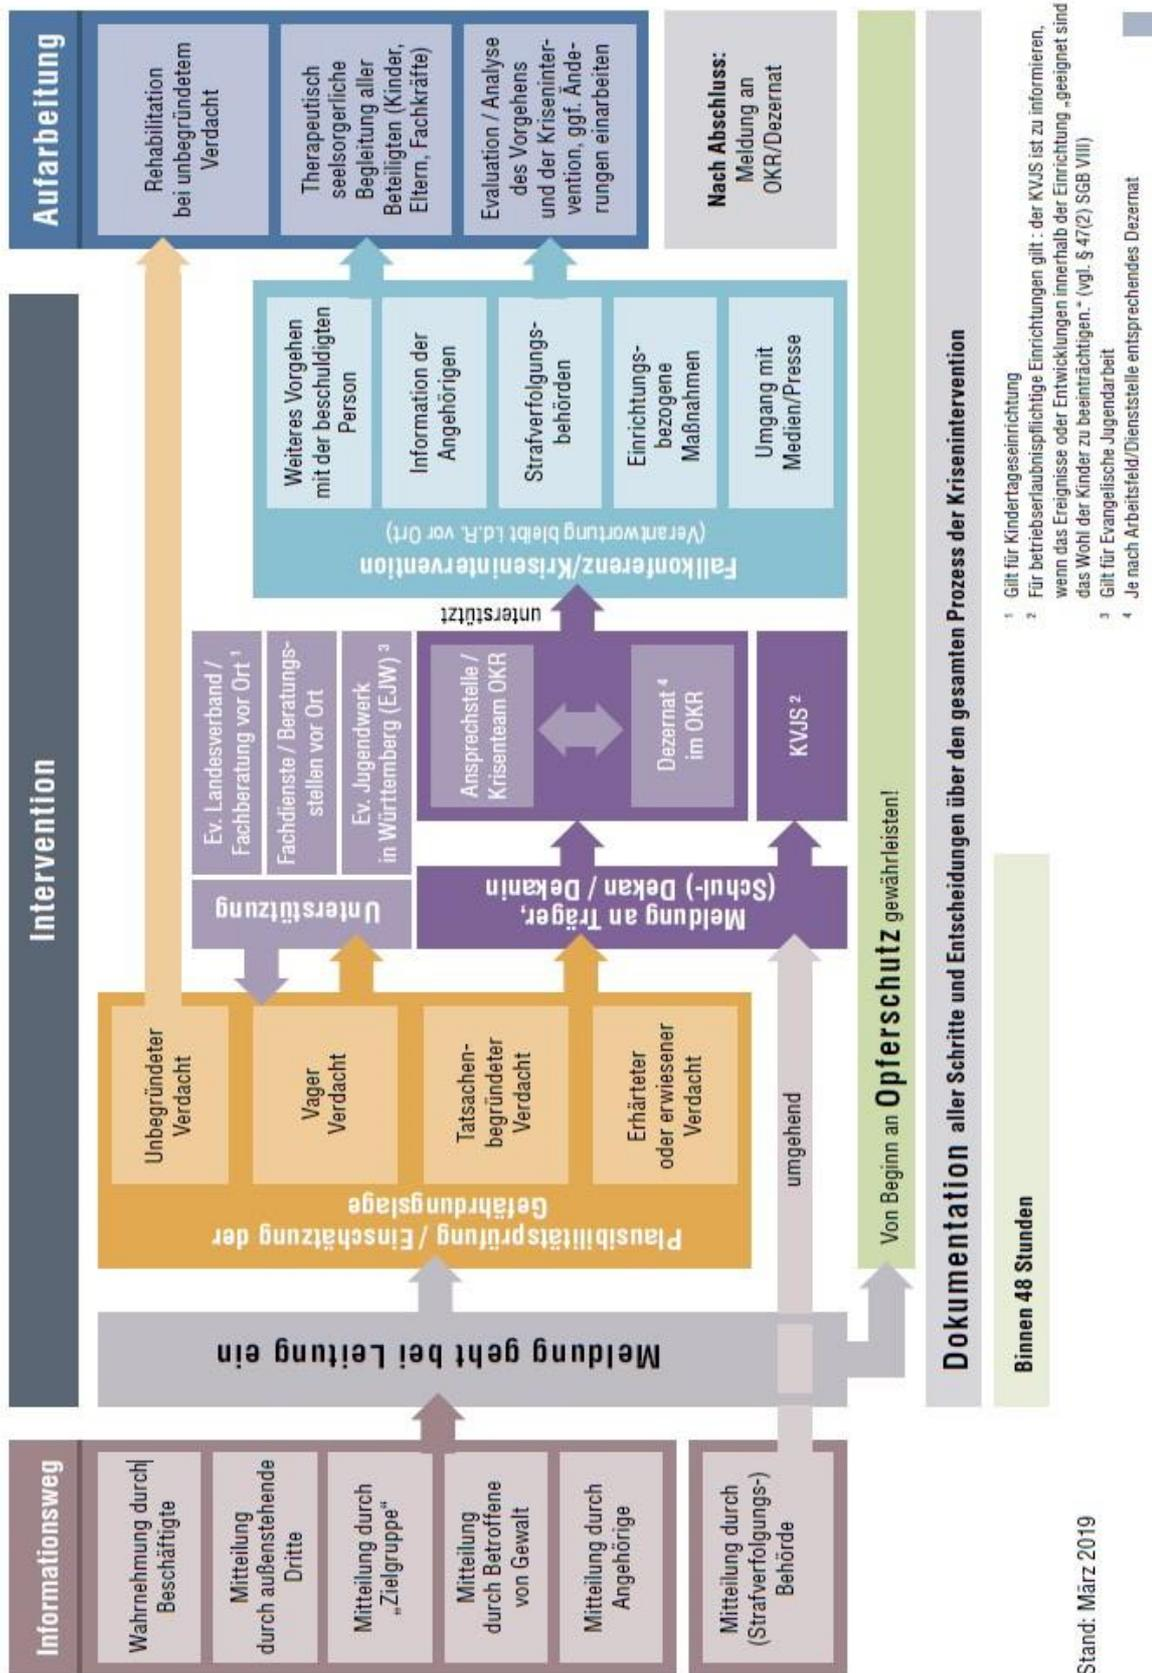 Informationsweg
Wahrnehmung durch
Beschäftigte
Mitteilung
durch außenstehende
Dritte
Mitteilung durch
„Zielgruppe“
Mitteilung
durch Betroffene
von Gewalt
Mitteilung durch
Angehörige
Mitteilung durch
(Strafverfolgungs-)
Behörde
Intervention
Meldung geht bei Leitung ein
Plausibilitätsprüfung / Einschätzung der
Gefährdungslage
Unbegründeter
Verdacht
Vager
Verdacht
Tatsachen-
begründeter
Verdacht
Erhärteter
oder erwiesener
Verdacht
umgehend
Unterstützung
Ev. Landesverband /
Fachberatung vor Ort ¹
Fachdienste / Beratungs-
stellen vor Ort
Ev. Jugendwerk
in Württemberg (EJW) ³
Meldung an Träger,
(Schul-) Dekan / Dekanin
Ansprechstelle /
Krisenteam OKR
Dezernat ⁴
im OKR
KVJS ²
unterstützt
Fallkonferenz/Krisenintervention
(Verantwortung bleibt i.d.R. vor Ort)
Weiteres Vorgehen
mit der beschuldigten
Person
Information der
Angehörigen
Strafverfolgungs-
behörden
Einrichtungs-
bezogene
Maßnahmen
Umgang mit
Medien/Presse
Aufarbeitung
Rehabilitation
bei unbegründetem
Verdacht
Therapeutisch
seelsorgerliche
Begleitung aller
Beteiligten (Kinder,
Eltern, Fachkräfte)
Evaluation / Analyse
des Vorgehens
und der Kriseninter-
vention, ggf. Ände-
rungen einarbeiten
Nach Abschluss:
Meldung an
OKR/Dezernat
Von Beginn an Opferschutz gewährleisten!
Dokumentation aller Schritte und Entscheidungen über den gesamten Prozess der Krisenintervention
Binnen 48 Stunden
¹ Gilt für Kindertageseinrichtung
² Für betriebserlaubnispflichtige Einrichtungen gilt : der KVJS ist zu informieren,
wenn das Ereignisse oder Entwicklungen innerhalb der Einrichtung „geeignet sind
das Wohl der Kinder zu beeinträchtigen.“ (vgl. § 47(2) SGB VIII)
³ Gilt für Evangelische Jugendarbeit
⁴ Je nach Arbeitsfeld/Dienststelle entsprechendes Dezernat
Stand: März 2019